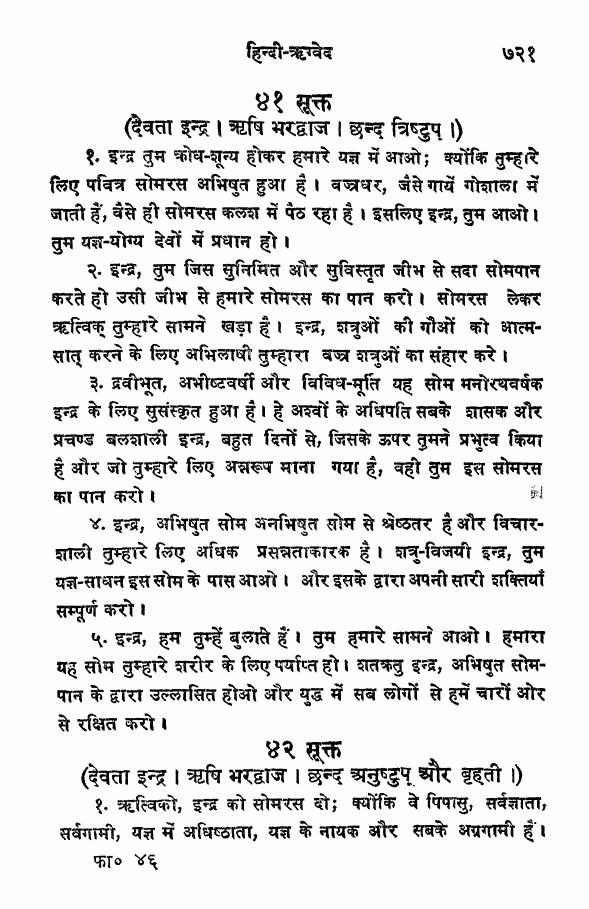 हिन्दी-ऋग्वेद ७२१
४१ सूक्त
(देवता इन्द्र । ऋषि भरद्वाज । छन्द त्रिष्टुप् ।)
१. इन्द्र तुम क्रोध-शून्य होकर हमारे यज्ञ में आओ; क्योंकि तुम्हारे
लिए पवित्र सोमरस अभिषुत हुआ है । वज्रधर, जैसे गायें गोशाला में
जाती हैं, वैसे ही सोमरस कलश में पैठ रहा है । इसलिए इन्द्र, तुम आओ ।
तुम यज्ञ-योग्य देवों में प्रधान हो ।
२. इन्द्र, तुम जिस सुनिमित और सुविस्तृत जीभ से सदा सोमपान
करते हो उसी जीभ से हमारे सोमरस का पान करो । सोमरस लेकर
ऋत्विक् तुम्हारे सामने खड़ा है । इन्द्र, शत्रुओं की गौओं को आत्म-
सात् करने के लिए अभिलाषी तुम्हारा वज्र शत्रुओं का संहार करे ।
३. द्रवीभूत, अभीष्टवर्षी और विविध-मूर्ति यह सोम मनोरथवर्षक
इन्द्र के लिए सुसंस्कृत हुआ है । हे अश्वों के अधिपति सबके शासक और
प्रचण्ड बलशाली इन्द्र, बहुत दिनों से, जिसके ऊपर तुमने प्रभुत्व किया
है और जो तुम्हारे लिए अन्नरूप माना गया है, वही तुम इस सोमरस
का पान करो ।
४. इन्द्र, अभिषुत सोम अनभिषुत सोम से श्रेष्ठतर है और विचार-
शाली तुम्हारे लिए अधिक प्रसन्नताकारक है । शत्रु-विजयी इन्द्र, तुम
यज्ञ-साधन इस सोम के पास आओ । और इसके द्वारा अपनी सारी शक्तियाँ
सम्पूर्ण करो ।
५. इन्द्र, हम तुम्हें बुलाते हैं । तुम हमारे सामने आओ । हमारा
यह सोम तुम्हारे शरीर के लिए पर्याप्त हो । शतक्रतु इन्द्र, अभिषुत सोम-
पान के द्वारा उल्लासित होओ और युद्ध में सब लोगों से हमें चारों ओर
से रक्षित करो ।
४२ सूक्त
(देवता इन्द्र । ऋषि भरद्वाज । छन्द अनुष्टुप् और बृहती ।)
१. ऋत्विको, इन्द्र को सोमरस दो; क्योंकि वे पिपासु, सर्वज्ञाता,
सर्वगामी, यज्ञ में अधिष्ठाता, यज्ञ के नायक और सबके अग्रगामी हैं ।
फा० ४६